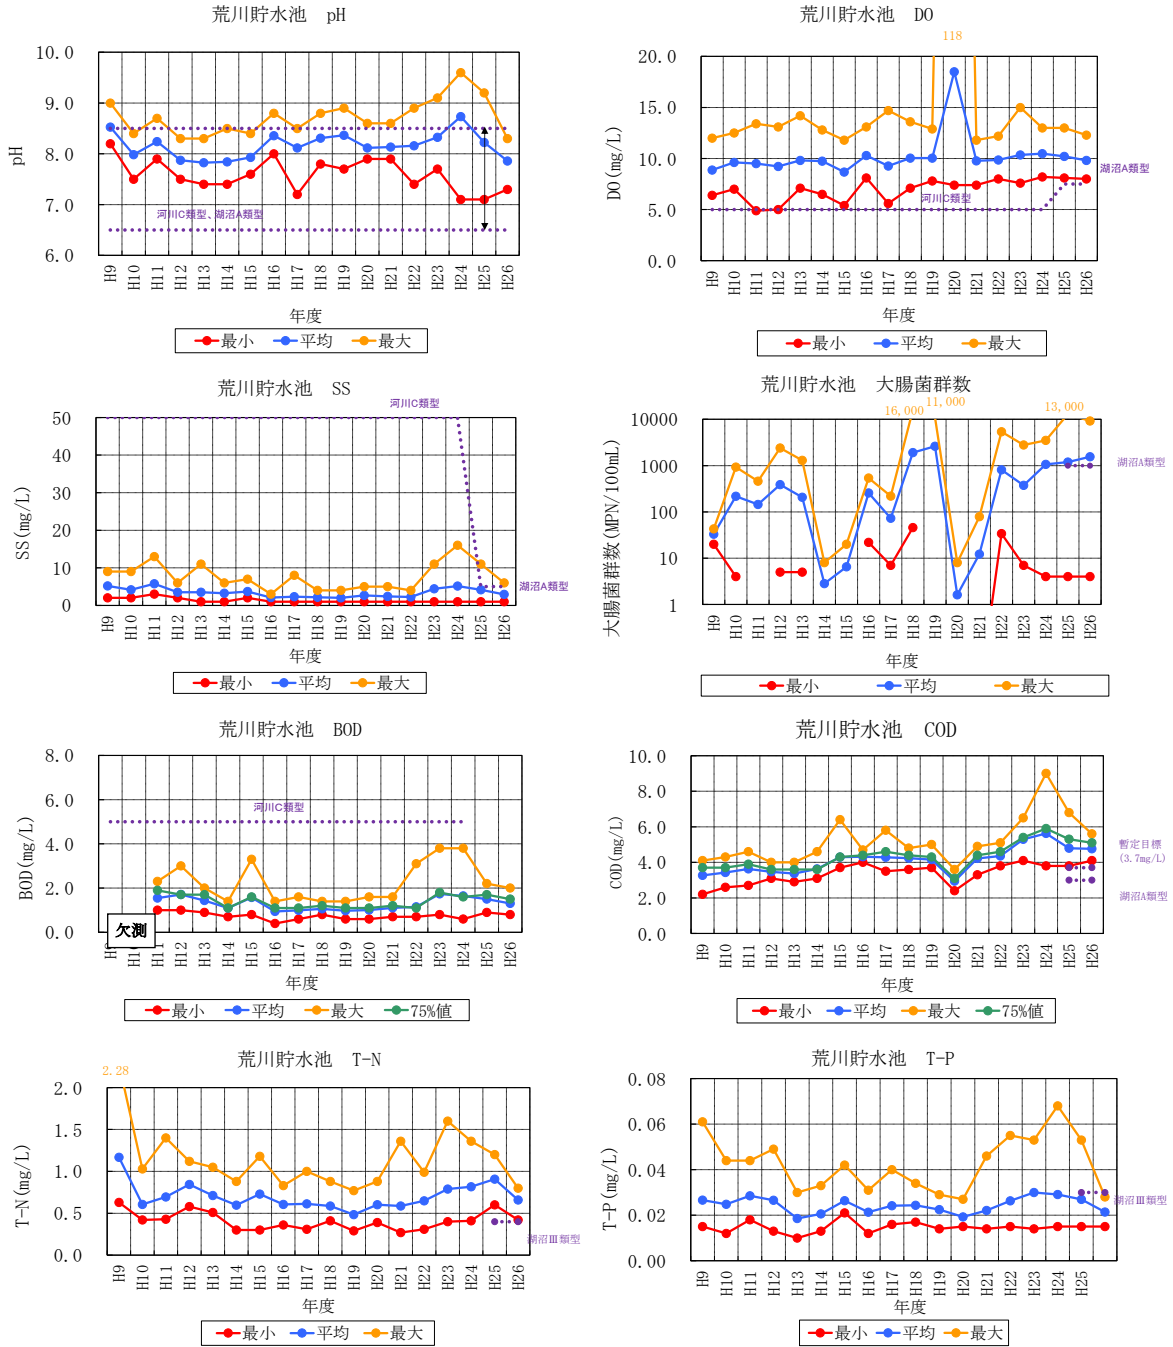 荒川貯水池　pH
10.0
9.0
8.0
7.0
6.0
pH
河川C類型、湖沼A類型
H9 H10 H11 H12 H13 H14 H15 H16 H17 H18 H19 H20 H21 H22 H23 H24 H25 H26
年度
最小 平均 最大
荒川貯水池　DO
118
20.0
15.0
10.0
5.0
0.0
DO(mg/L)
湖沼A類型
河川C類型
H9 H10 H11 H12 H13 H14 H15 H16 H17 H18 H19 H20 H21 H22 H23 H24 H25 H26
年度
最小 平均 最大
荒川貯水池　SS
河川C類型
50
40
30
20
10
0
SS(mg/L)
湖沼A類型
H9 H10 H11 H12 H13 H14 H15 H16 H17 H18 H19 H20 H21 H22 H23 H24 H25 H26
年度
最小 平均 最大
荒川貯水池　大腸菌群数
16,000
11,000
13,000
10000
1000
100
10
1
大腸菌群数(MPN/100mL)
湖沼A類型
H9 H10 H11 H12 H13 H14 H15 H16 H17 H18 H19 H20 H21 H22 H23 H24 H25 H26
年度
最小 平均 最大
荒川貯水池　BOD
8.0
6.0
4.0
2.0
0.0
BOD(mg/L)
河川C類型
欠測
H11 H12 H13 H14 H15 H16 H17 H18 H19 H20 H21 H22 H23 H24 H25 H26
年度
最小 平均 最大 75%値
荒川貯水池　COD
10.0
8.0
6.0
4.0
2.0
0.0
COD(mg/L)
暫定目標
(3.7mg/L)
湖沼A類型
H9 H10 H11 H12 H13 H14 H15 H16 H17 H18 H19 H20 H21 H22 H23 H24 H25 H26
年度
最小 平均 最大 75%値
荒川貯水池　T-N
2.28
2.0
1.5
1.0
0.5
0.0
T-N(mg/L)
湖沼Ⅲ類型
H9 H10 H11 H12 H13 H14 H15 H16 H17 H18 H19 H20 H21 H22 H23 H24 H25 H26
年度
最小 平均 最大
荒川貯水池　T-P
0.08
0.06
0.04
0.02
0.00
T-P(mg/L)
湖沼Ⅲ類型
H9 H10 H11 H12 H13 H14 H15 H16 H17 H18 H19 H20 H21 H22 H23 H24 H25
年度
最小 平均 最大